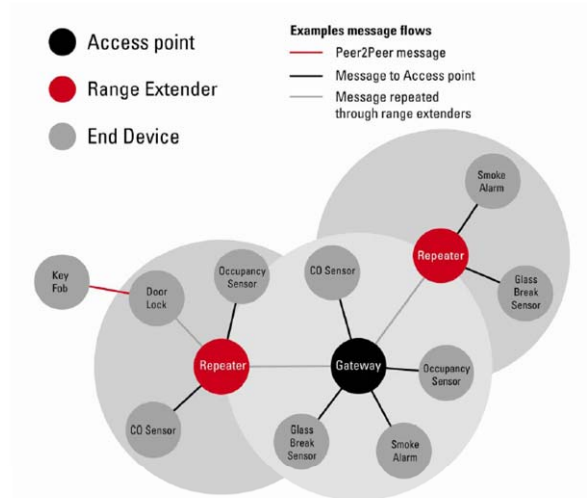 Access point
Range Extender
End Device
Examples message flows
Peer2Peer message
Message to Access point
Message repeated
through range extenders
Smoke
Alarm
Repeater
Glass
Break
Sensor
Key
Fob
Door
Lock
Occupancy
Sensor
CO Sensor
Repeater
Gateway
Occupancy
Sensor
CO Sensor
Glass
Break
Sensor
Smoke
Alarm